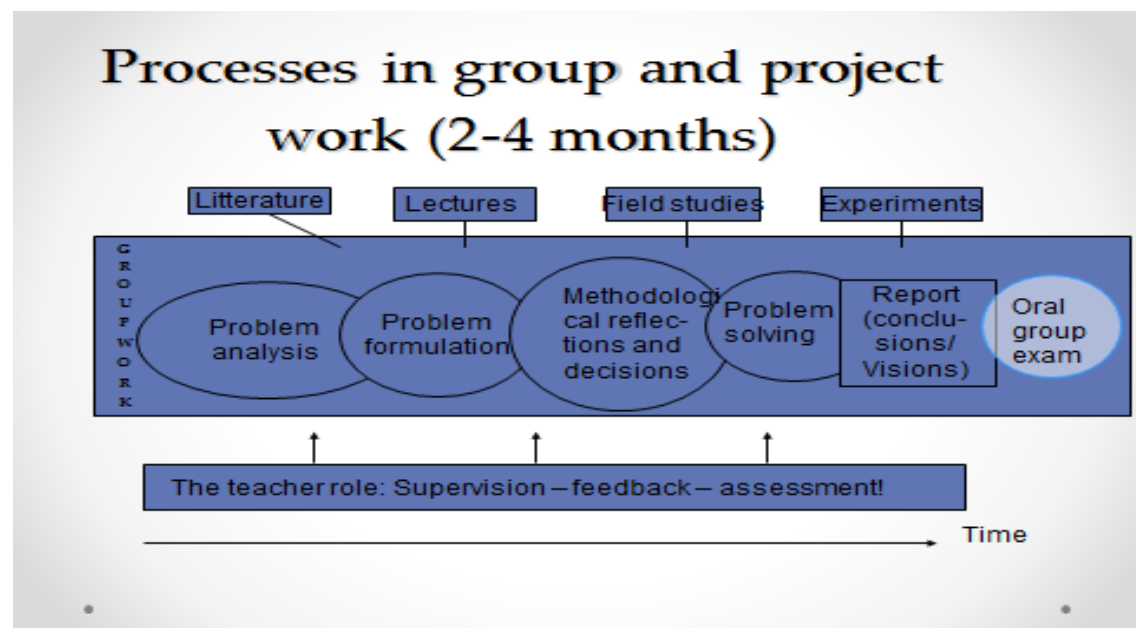 Processes in group and project
work (2-4 months)
Litterature
Lectures
Field studies
Experiments
GROUPWORK
Problem
analysis
Problem
formulation
Methodologi
cal reflec-
tions and
decisions
Problem
solving
Report
(conclu-
sions/
Visions)
Oral
group
exam
The teacher role: Supervision – feedback – assessment!
Time